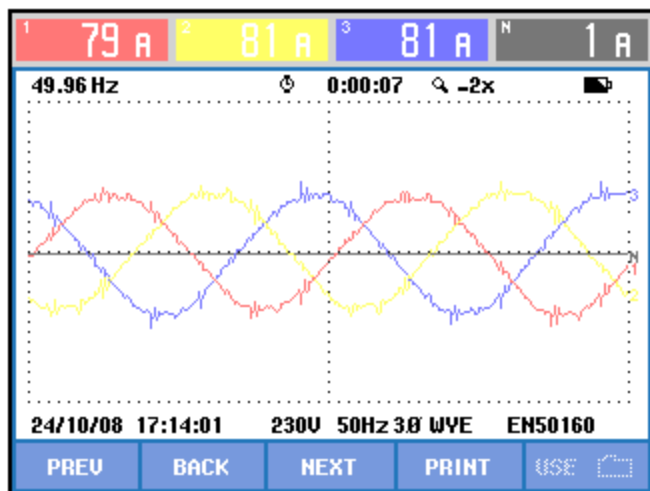 1 79 A 2 81 A 3 81 A N 1 A
49.96 Hz 0:00:07 -2x
3
N
1
2
24/10/08 17:14:01 230V 50Hz 3Ø WYE EN50160
PREV BACK NEXT PRINT USE